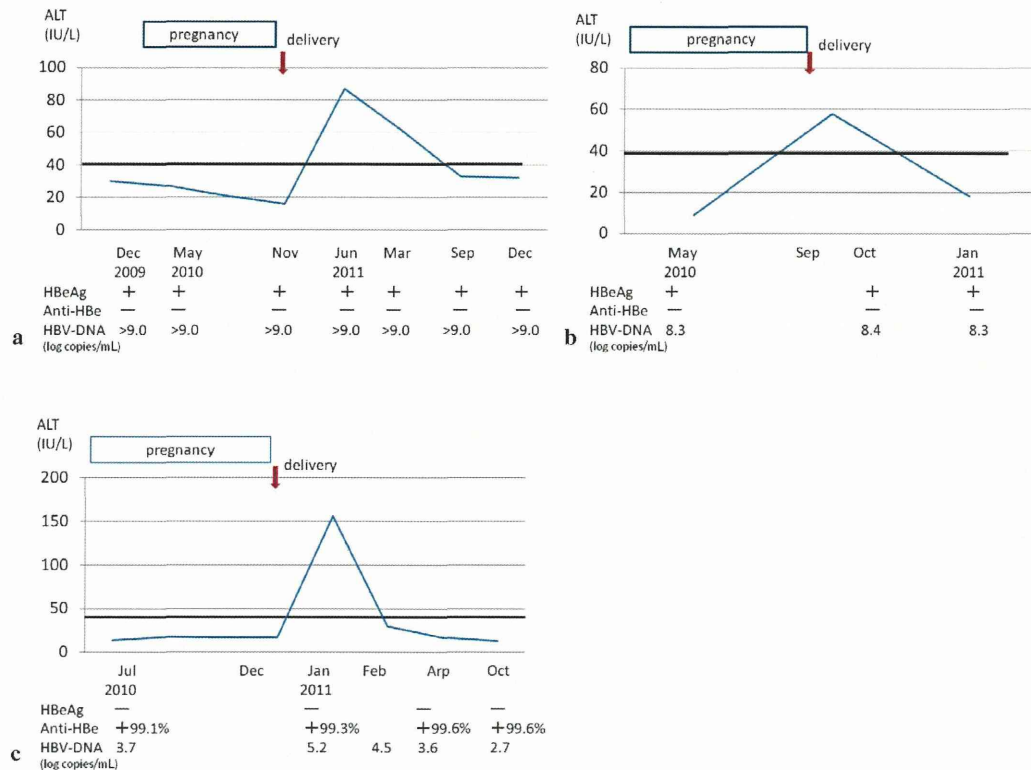 ALT
(IU/L)
pregnancy
delivery
100
80
60
40
20
0
Dec May Nov Jun Mar Sep Dec
2009 2010 2011
HBeAg + + + + + + +
Anti-HBe — — — — — — —
HBV-DNA >9.0 >9.0 >9.0 >9.0 >9.0 >9.0 >9.0
(log copies/mL)
a
ALT
(IU/L)
pregnancy
delivery
80
60
40
20
0
May Sep Oct Jan
2010 2011
HBeAg + + +
Anti-HBe — — —
HBV-DNA 8.3 8.4 8.3
(log copies/mL)
b
ALT
(IU/L)
pregnancy
delivery
200
150
100
50
0
Jul Dec Jan Feb Arp Oct
2010 2011
HBeAg — — — —
Anti-HBe +99.1% +99.3% +99.6% +99.6%
HBV-DNA 3.7 5.2 4.5 3.6 2.7
(log copies/mL)
c